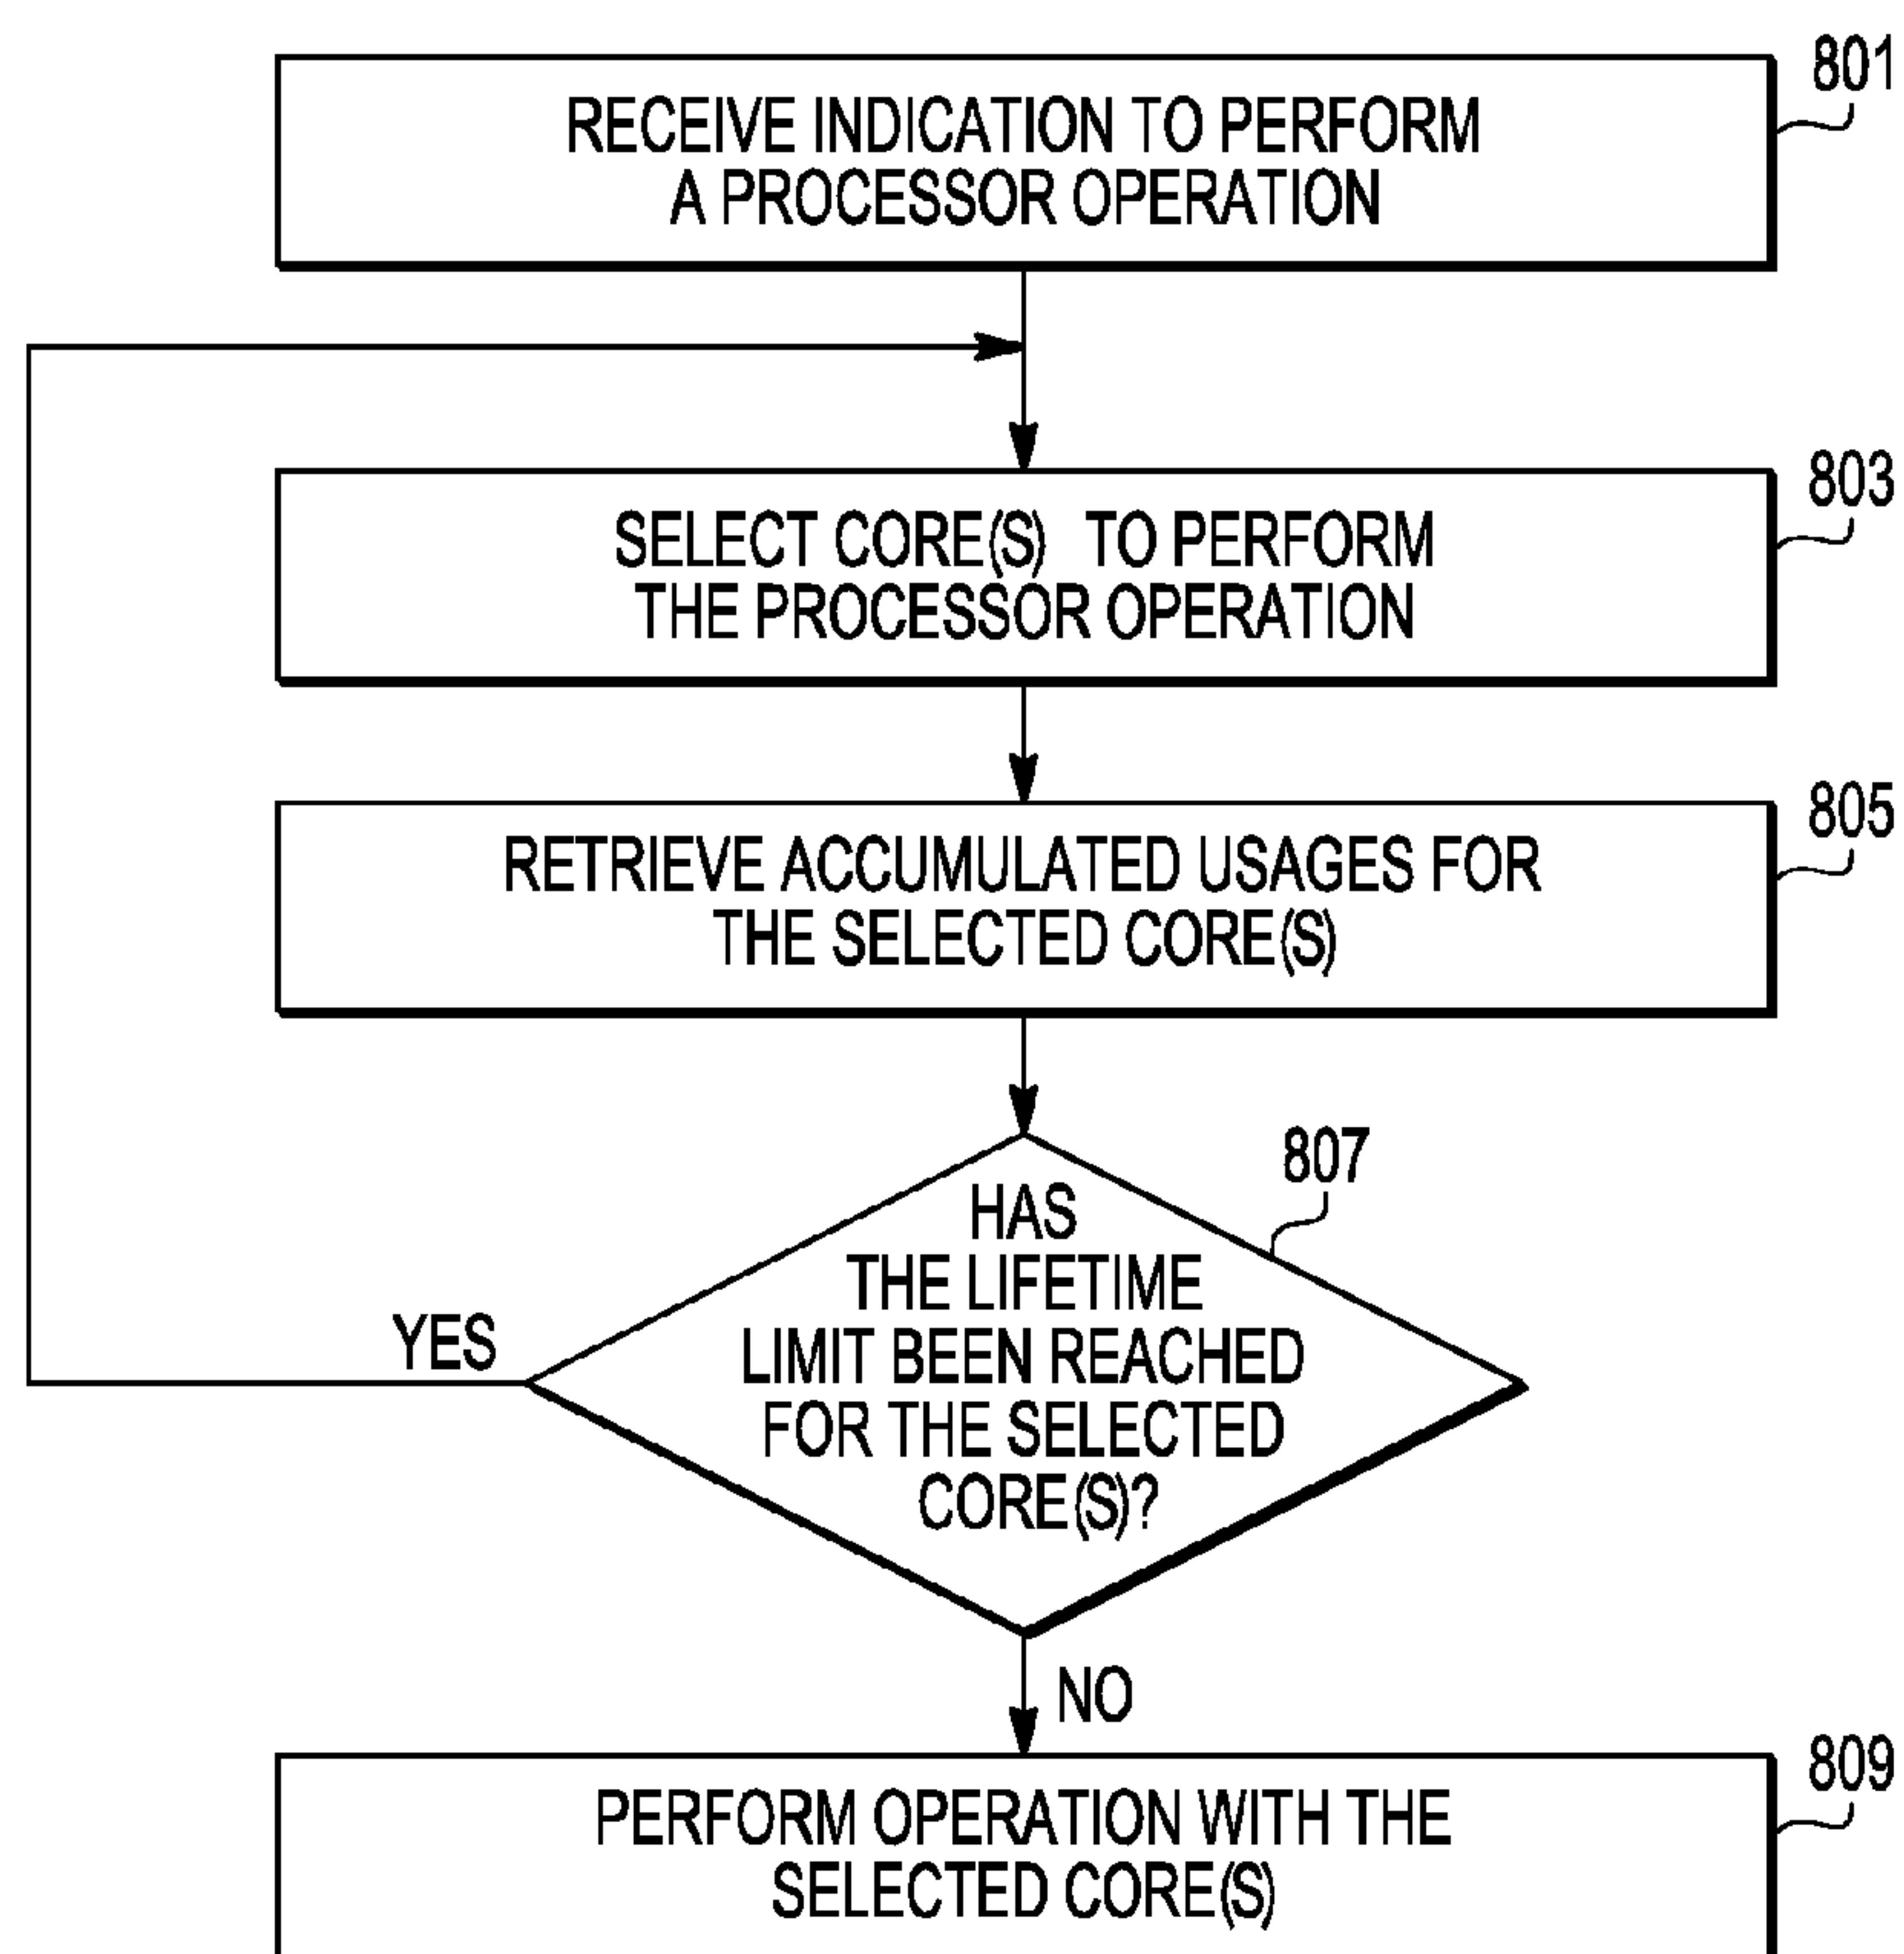 801
RECEIVE INDICATION TO PERFORM
A PROCESSOR OPERATION
803
SELECT CORE(S) TO PERFORM
THE PROCESSOR OPERATION
805
RETRIEVE ACCUMULATED USAGES FOR
THE SELECTED CORE(S)
807
HAS
THE LIFETIME
LIMIT BEEN REACHED
FOR THE SELECTED
CORE(S)?
YES
NO
809
PERFORM OPERATION WITH THE
SELECTED CORE(S)